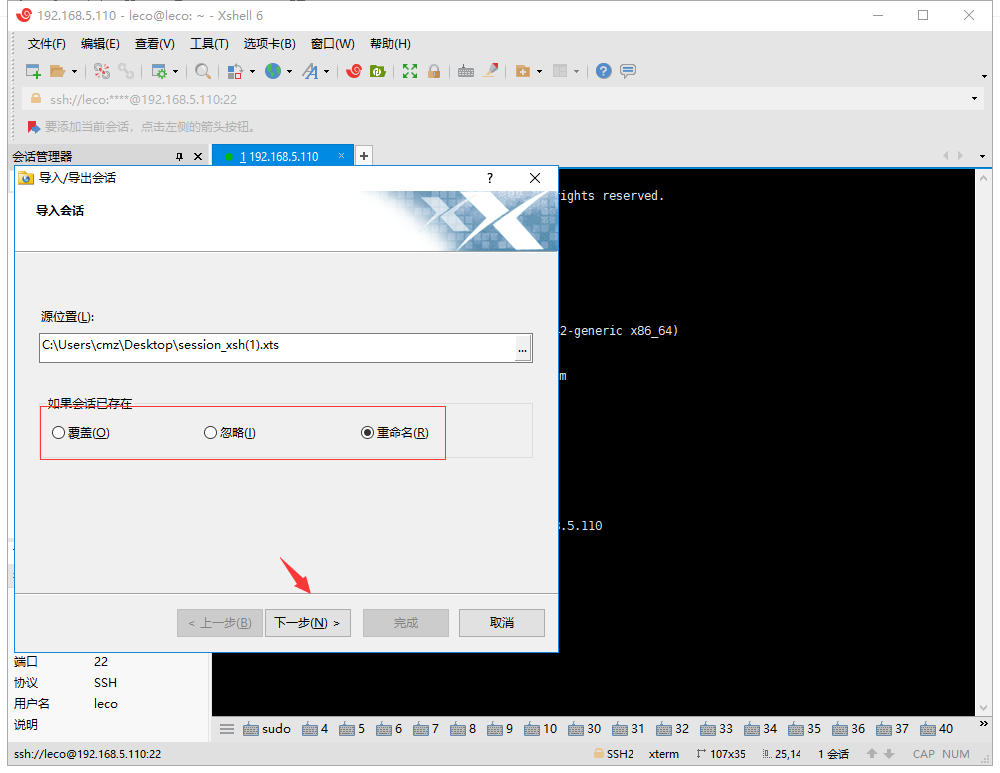 192.168.5.110 - leco@leco: ~ - Xshell 6
文件(F) 编辑(E) 查看(V) 工具(T) 选项卡(B) 窗口(W) 帮助(H)
ssh://leco:****@192.168.5.110:22
要添加当前会话，点击左侧的箭头按钮。
会话管理器
1 192.168.5.110
导入/导出会话
导入会话
ights reserved.
源位置(L):
2-generic x86_64)
C:\Users\cmz\Desktop\session_xsh(1).xts
...
m
如果会话已存在
覆盖(O) 忽略(I) 重命名(R)
.5.110
< 上一步(B) 下一步(N) > 完成 取消
端口 22
协议 SSH
用户名 leco
说明
sudo 4 5 6 7 8 9 10 30 31 32 33 34 35 36 37 40
ssh://leco@192.168.5.110:22 SSH2 xterm 107x35 25,14 1 会话 CAP NUM